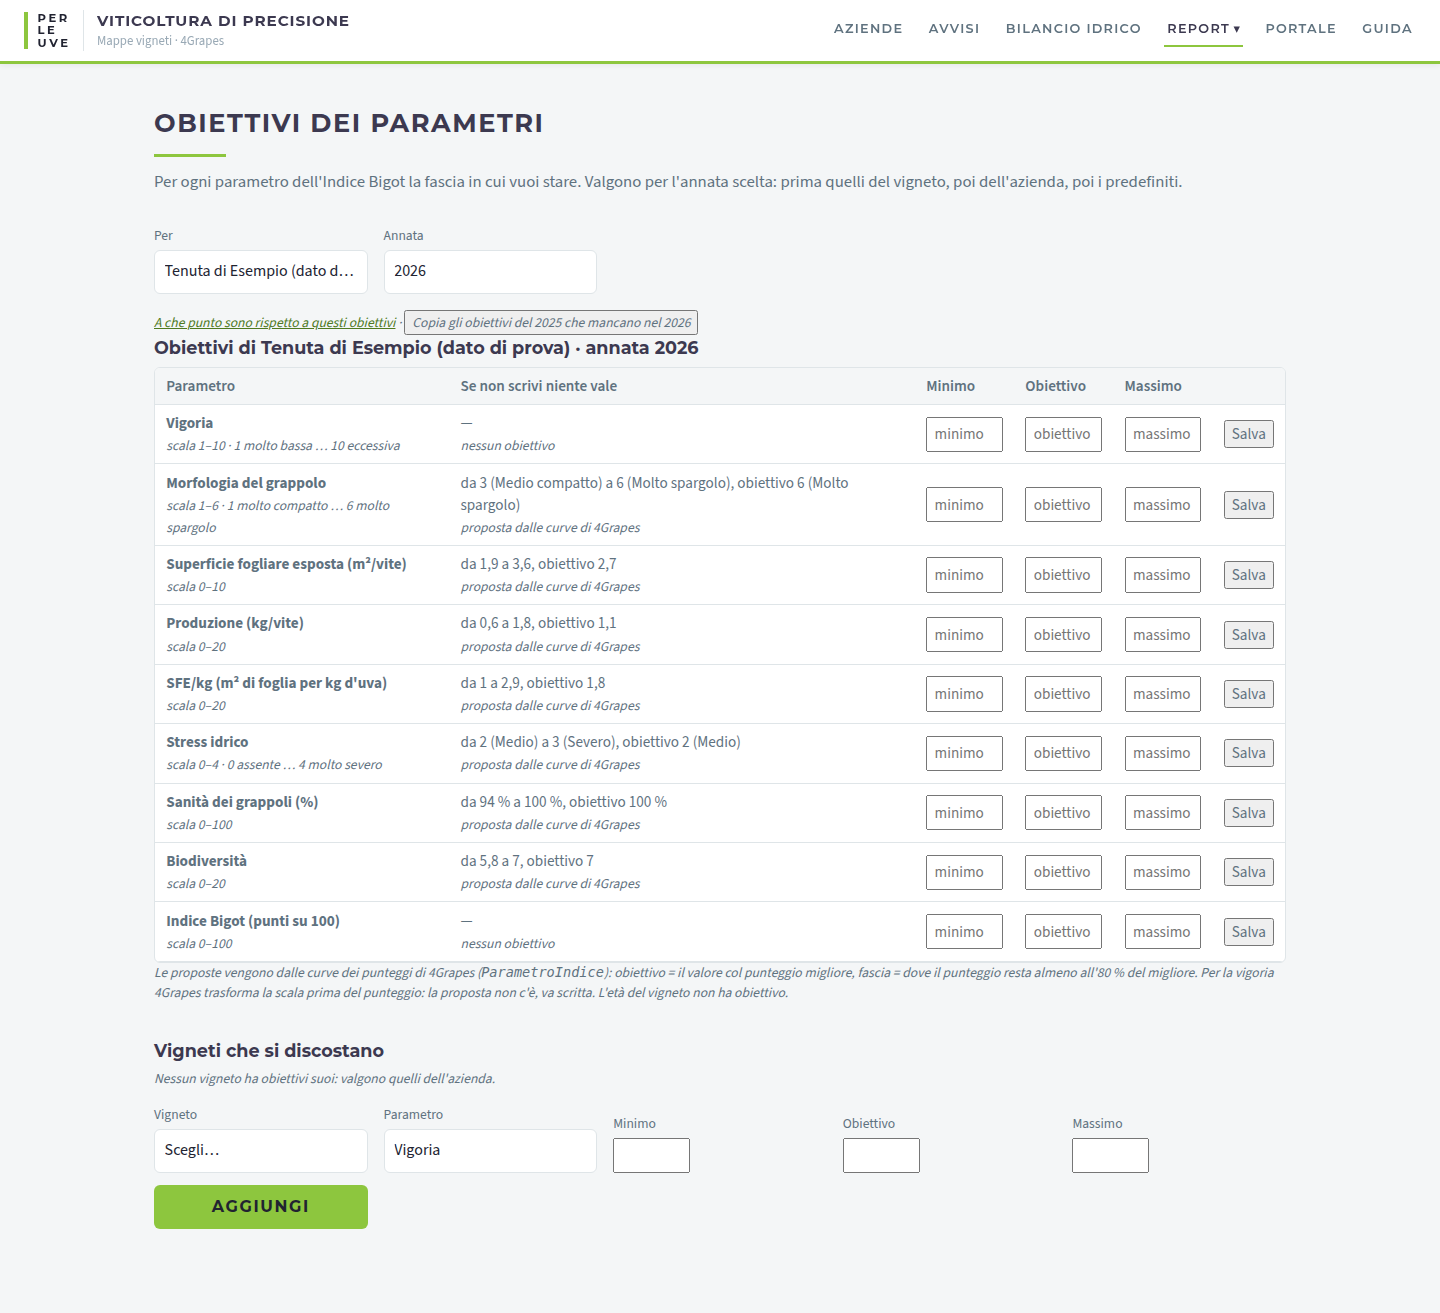 PER
LE
UVE
VITICOLTURA DI PRECISIONE
Mappe vigneti · 4Grapes
AZIENDE AVVISI BILANCIO IDRICO REPORT ▾ PORTALE GUIDA
OBIETTIVI DEI PARAMETRI
Per ogni parametro dell'Indice Bigot la fascia in cui vuoi stare. Valgono per l'annata scelta: prima quelli del vigneto, poi dell'azienda, poi i predefiniti.
Per Annata
Tenuta di Esempio (dato d… 2026
A che punto sono rispetto a questi obiettivi · Copia gli obiettivi del 2025 che mancano nel 2026
Obiettivi di Tenuta di Esempio (dato di prova) · annata 2026
Parametro Se non scrivi niente vale Minimo Obiettivo Massimo
Vigoria —
minimo obiettivo massimo Salva
scala 1–10 · 1 molto bassa … 10 eccessiva nessun obiettivo
Morfologia del grappolo da 3 (Medio compatto) a 6 (Molto spargolo), obiettivo 6 (Molto
scala 1–6 · 1 molto compatto … 6 molto spargolo) minimo obiettivo massimo Salva
spargolo proposta dalle curve di 4Grapes
Superficie fogliare esposta (m²/vite) da 1,9 a 3,6, obiettivo 2,7
minimo obiettivo massimo Salva
scala 0–10 proposta dalle curve di 4Grapes
Produzione (kg/vite) da 0,6 a 1,8, obiettivo 1,1
minimo obiettivo massimo Salva
scala 0–20 proposta dalle curve di 4Grapes
SFE/kg (m² di foglia per kg d'uva) da 1 a 2,9, obiettivo 1,8
minimo obiettivo massimo Salva
scala 0–20 proposta dalle curve di 4Grapes
Stress idrico da 2 (Medio) a 3 (Severo), obiettivo 2 (Medio)
minimo obiettivo massimo Salva
scala 0–4 · 0 assente … 4 molto severo proposta dalle curve di 4Grapes
Sanità dei grappoli (%) da 94 % a 100 %, obiettivo 100 %
minimo obiettivo massimo Salva
scala 0–100 proposta dalle curve di 4Grapes
Biodiversità da 5,8 a 7, obiettivo 7
minimo obiettivo massimo Salva
scala 0–20 proposta dalle curve di 4Grapes
Indice Bigot (punti su 100) —
minimo obiettivo massimo Salva
scala 0–100 nessun obiettivo
Le proposte vengono dalle curve dei punteggi di 4Grapes (ParametroIndice): obiettivo = il valore col punteggio migliore, fascia = dove il punteggio resta almeno all'80 % del migliore. Per la vigoria
4Grapes trasforma la scala prima del punteggio: la proposta non c'è, va scritta. L'età del vigneto non ha obiettivo.
Vigneti che si discostano
Nessun vigneto ha obiettivi suoi: valgono quelli dell'azienda.
Vigneto Parametro Minimo Obiettivo Massimo
Scegli… Vigoria
AGGIUNGI